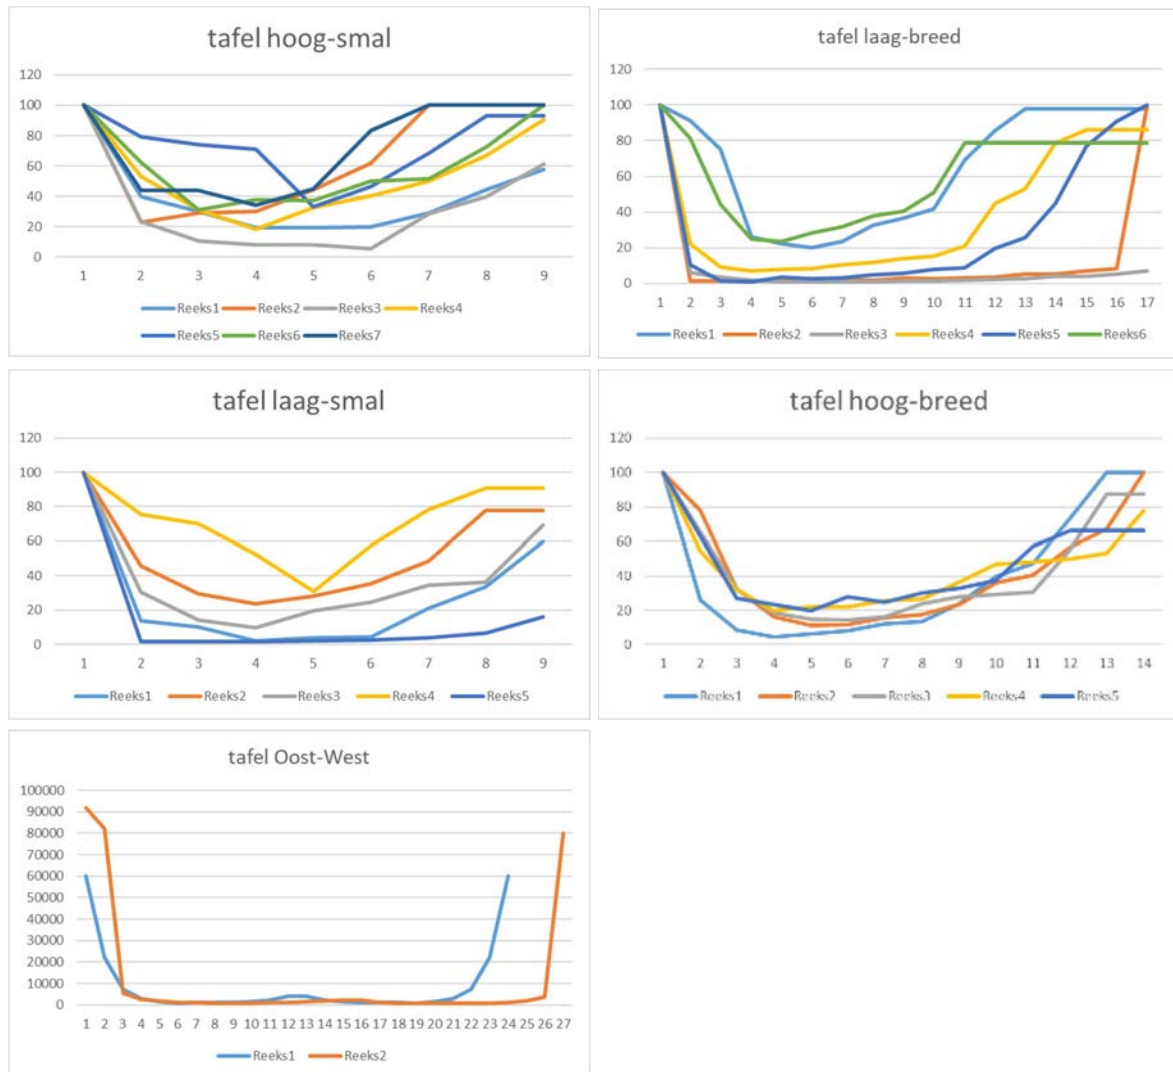 tafel hoog-smal
120
100
80
60
40
20
0
1 2 3 4 5 6 7 8 9
Reeks1 Reeks2 Reeks3 Reeks4
Reeks5 Reeks6 Reeks7
tafel laag-breed
120
100
80
60
40
20
0
1 2 3 4 5 6 7 8 9 10 11 12 13 14 15 16 17
Reeks1 Reeks2 Reeks3 Reeks4 Reeks5 Reeks6
tafel laag-smal
120
100
80
60
40
20
0
1 2 3 4 5 6 7 8 9
Reeks1 Reeks2 Reeks3 Reeks4 Reeks5
tafel hoog-breed
120
100
80
60
40
20
0
1 2 3 4 5 6 7 8 9 10 11 12 13 14
Reeks1 Reeks2 Reeks3 Reeks4 Reeks5
tafel Oost-West
100000
90000
80000
70000
60000
50000
40000
30000
20000
10000
0
1 2 3 4 5 6 7 8 9 10 11 12 13 14 15 16 17 18 19 20 21 22 23 24 25 26 27
Reeks1 Reeks2